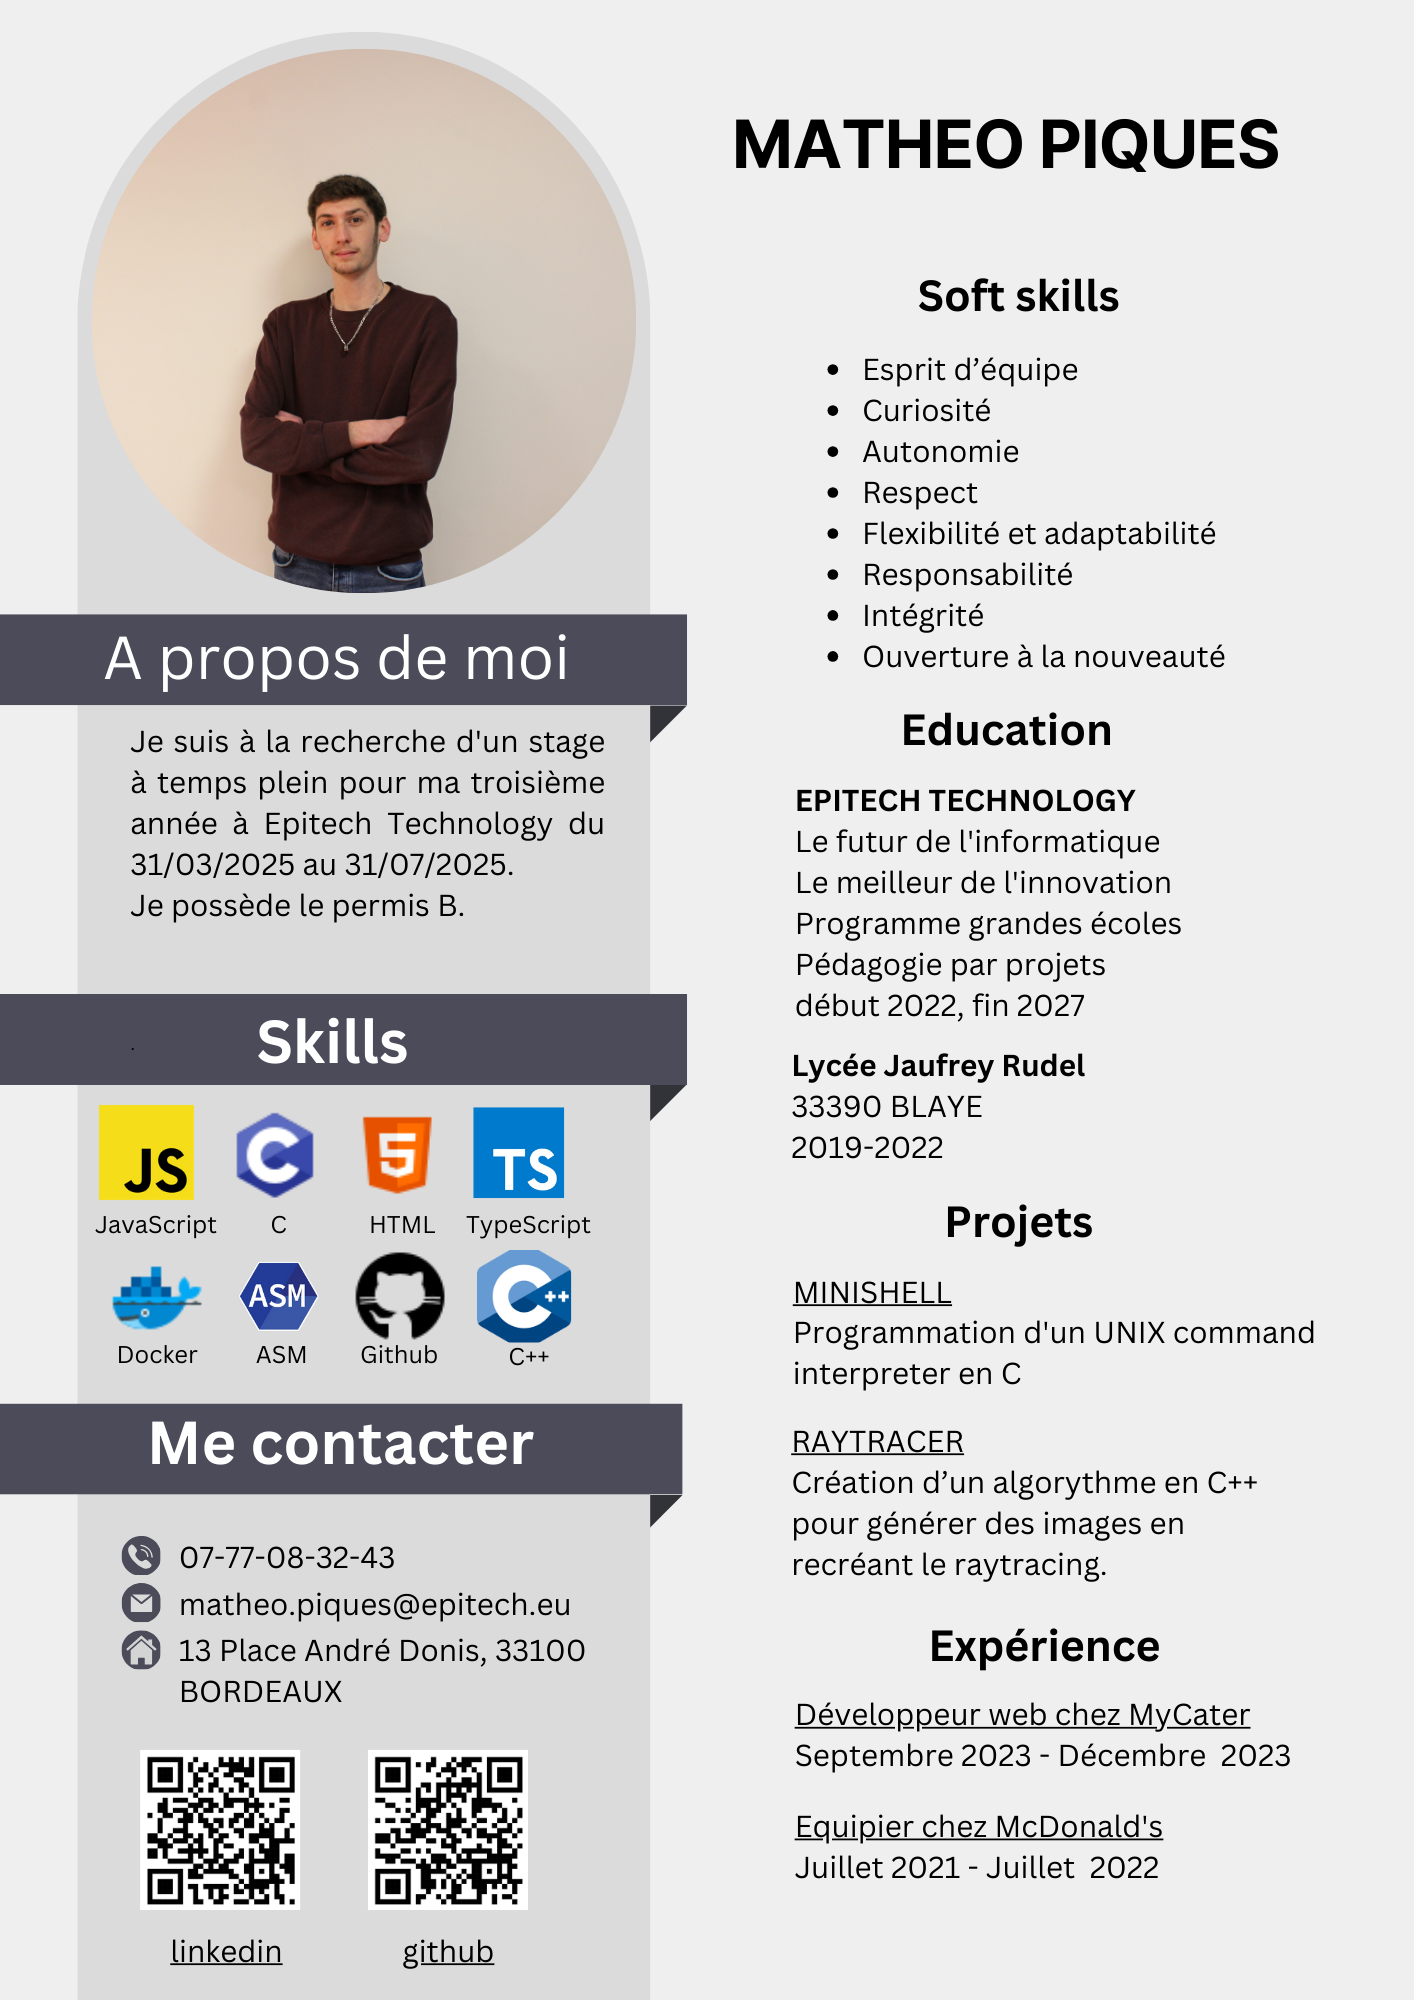 MATHEO PIQUES
A propos de moi
Je suis à la recherche d'un stage
à temps plein pour ma troisième
année à Epitech Technology du
31/03/2025 au 31/07/2025.
Je possède le permis B.
Skills
JS
C
5
TS
JavaScript
C
HTML
TypeScript
ASM
C++
Docker
ASM
Github
C++
Me contacter
07-77-08-32-43
matheo.piques@epitech.eu
13 Place André Donis, 33100
BORDEAUX
linkedin
github
Soft skills
• Esprit d’équipe
• Curiosité
• Autonomie
• Respect
• Flexibilité et adaptabilité
• Responsabilité
• Intégrité
• Ouverture à la nouveauté
Education
EPITECH TECHNOLOGY
Le futur de l'informatique
Le meilleur de l'innovation
Programme grandes écoles
Pédagogie par projets
début 2022, fin 2027
Lycée Jaufrey Rudel
33390 BLAYE
2019-2022
Projets
MINISHELL
Programmation d'un UNIX command
interpreter en C
RAYTRACER
Création d’un algorythme en C++
pour générer des images en
recréant le raytracing.
Expérience
Développeur web chez MyCater
Septembre 2023 - Décembre 2023
Equipier chez McDonald's
Juillet 2021 - Juillet 2022